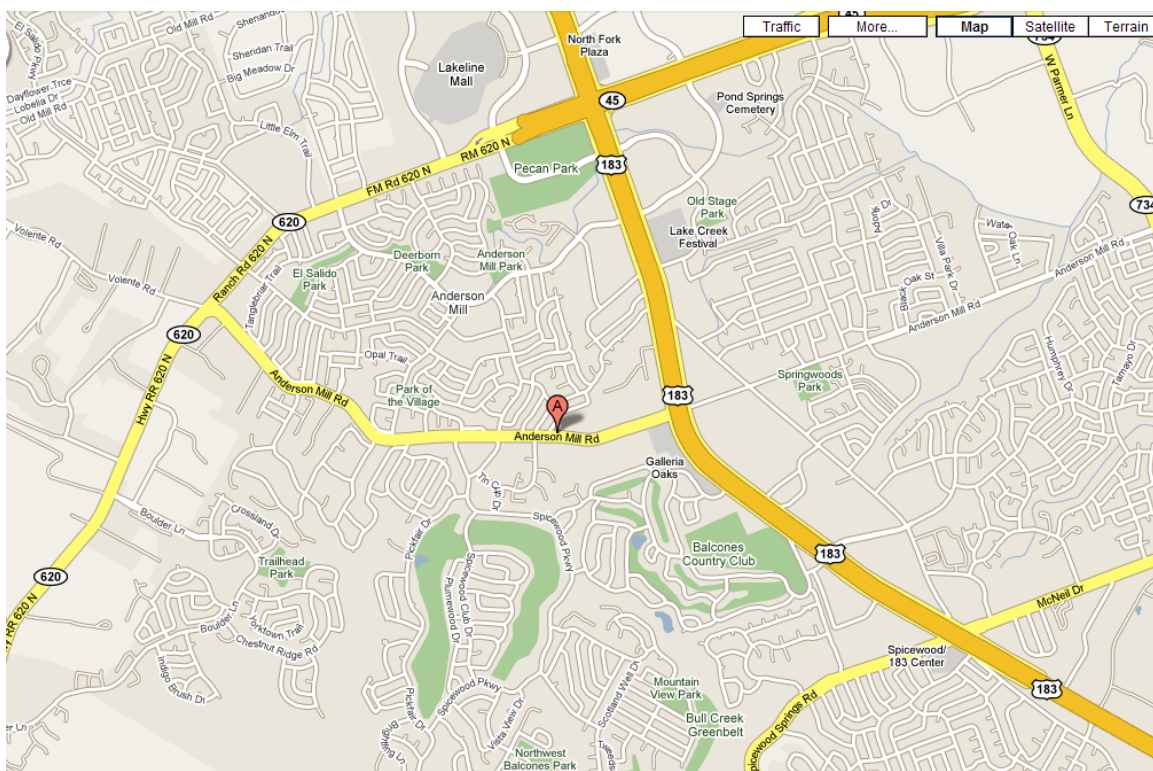 45
Traffic
More...
Map
Satellite
Terrain
El Salido Pkwy
Old Mill Rd
Sheridan Trail
Big Meadow Dr
Dayflower Trce
Lobelia Dr
Old Mill Rd
Little Elm Trail
Lakeline
Mall
North Fork
Plaza
45
Pond Springs
Cemetery
734
W Parmer Ln
734
RM 620 N
FM Rd 620 N
Pecan Park
183
620
Ranch Rd 620 N
Volente Rd
Volente Rd
Tanglebriar Trail
El Salido
Park
Deerborn
Park
Anderson
Mill Park
Anderson
Mill
Old Stage
Park
Lake Creek
Festival
Adonis Dr
Villa Park Dr
Water Oak Ln
Black Oak St
Anderson Mill Rd
Anderson Mill Rd
620
Hwy RR 620 N
Opal Trail
Park of
the Village
Anderson Mill Rd
A
Anderson Mill Rd
183
Springwoods
Park
Humphrey Dr
Tamayo Dr
Galleria
Oaks
Tin Cup Dr
Spicewood Pkwy
Pickfair Dr
Spicewood Club Dr
Plumewood Dr
Balcones
Country Club
183
Boulder Ln
Crossland Dr
Trailhead
Park
620
RR 620 N
Boulder Ln
Yorktown Trail
Chestnut Ridge Rd
Indigo Brush Dr
McNeil Dr
Spicewood/
183 Center
183
Spicewood Springs Rd
Pickfair Dr
Spicewood Pkwy
Vista View Dr
Scotland Well Dr
Mountain
View Park
Bull Creek
Greenbelt
Northwest
Balcones Park